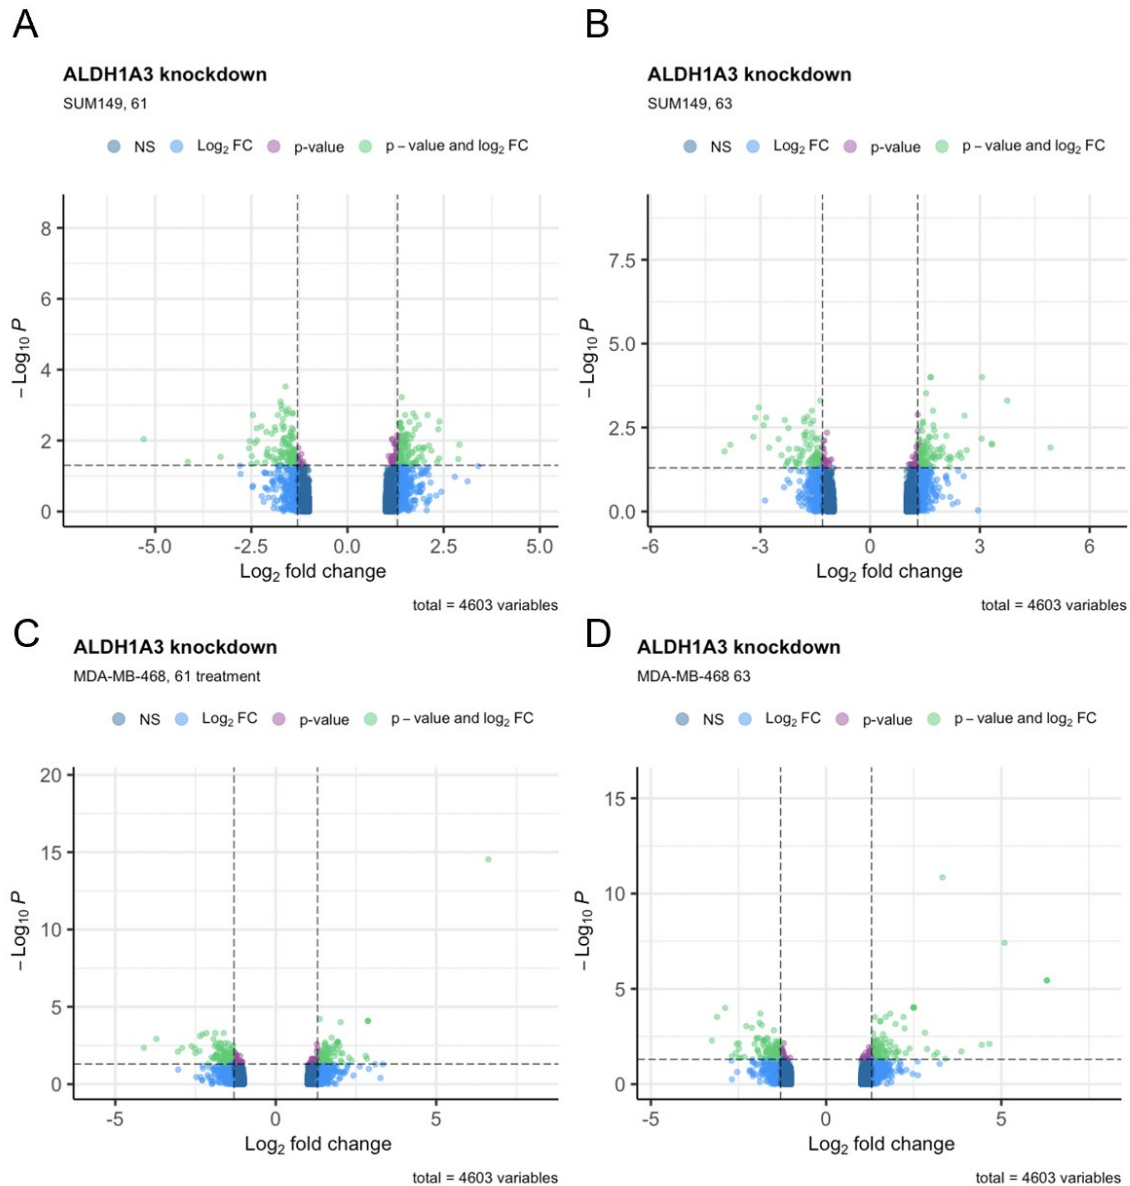 A
ALDH1A3 knockdown
SUM149, 61
NS Log₂ FC p-value p – value and log₂ FC
8
6
4
2
0
– Log₁₀ P
-5.0 -2.5 0.0 2.5 5.0
Log₂ fold change
total = 4603 variables
B
ALDH1A3 knockdown
SUM149, 63
NS Log₂ FC p-value p – value and log₂ FC
7.5
5.0
2.5
0.0
– Log₁₀ P
-6 -3 0 3 6
Log₂ fold change
total = 4603 variables
C
ALDH1A3 knockdown
MDA-MB-468, 61 treatment
NS Log₂ FC p-value p – value and log₂ FC
20
15
10
5
0
– Log₁₀ P
-5 0 5
Log₂ fold change
total = 4603 variables
D
ALDH1A3 knockdown
MDA-MB-468 63
NS Log₂ FC p-value p – value and log₂ FC
15
10
5
0
– Log₁₀ P
-5 0 5
Log₂ fold change
total = 4603 variables